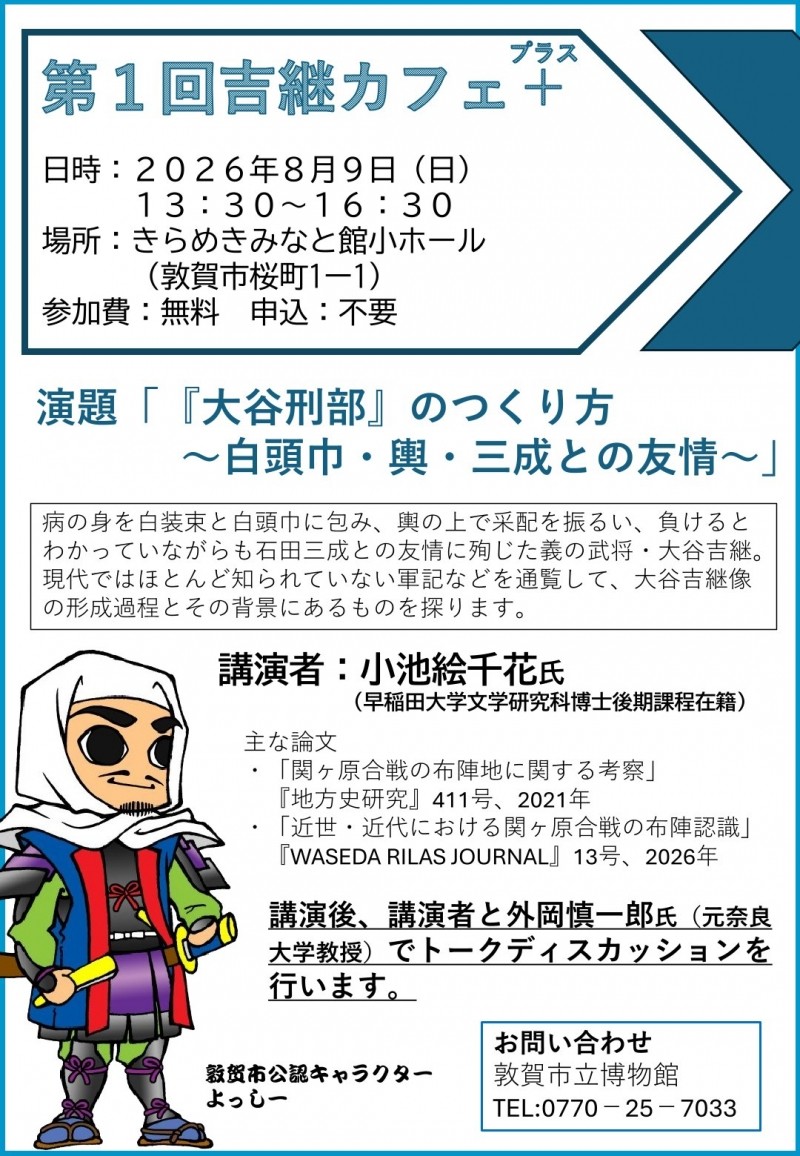 プラス
第１回吉継カフェ＋
日時：２０２６年８月９日（日）
１３：３０～１６：３０
場所：きらめきみなと館小ホール
（敦賀市桜町1ー1）
参加費：無料　申込：不要
演題「『大谷刑部』のつくり方
～白頭巾・輿・三成との友情～」
病の身を白装束と白頭巾に包み、輿の上で采配を振るい、負けると
わかっていながらも石田三成との友情に殉じた義の武将・大谷吉継。
現代ではほとんど知られていない軍記などを通覧して、大谷吉継像
の形成過程とその背景にあるものを探ります。
講演者：小池絵千花氏
（早稲田大学文学研究科博士後期課程在籍）
主な論文
・「関ヶ原合戦の布陣地に関する考察」
『地方史研究』411号、2021年
・「近世・近代における関ヶ原合戦の布陣認識」
『WASEDA RILAS JOURNAL』13号、2026年
講演後、講演者と外岡慎一郎氏（元奈良
大学教授）でトークディスカッションを
行います。
敦賀市公認キャラクター
よっしー
お問い合わせ
敦賀市立博物館
TEL:0770－25－7033